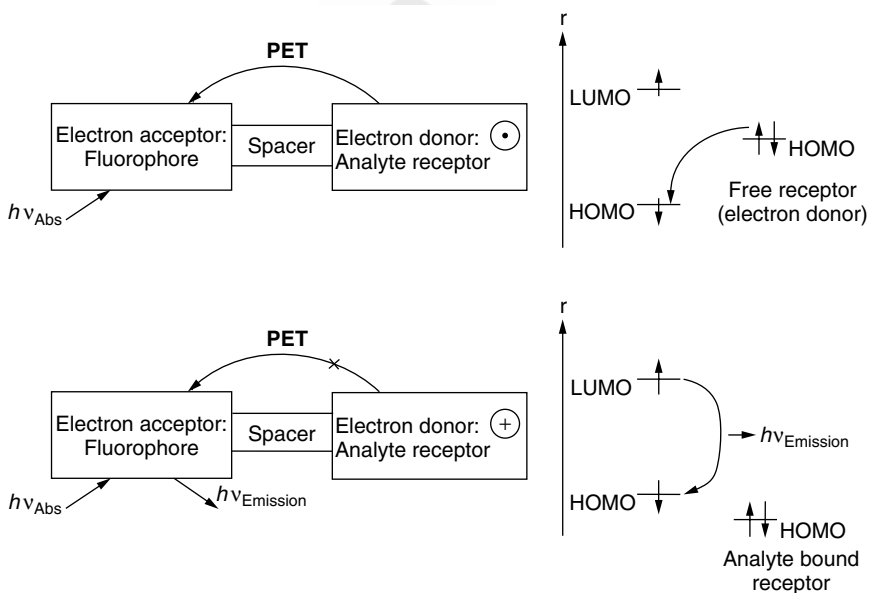 PET
Electron acceptor:
Fluorophore
Spacer
Electron donor:
Analyte receptor
hνAbs
r
LUMO
HOMO
HOMO
Free receptor
(electron donor)
PET
Electron acceptor:
Fluorophore
Spacer
Electron donor:
Analyte receptor
+
hνAbs
hνEmission
r
LUMO
HOMO
hνEmission
HOMO
Analyte bound
receptor